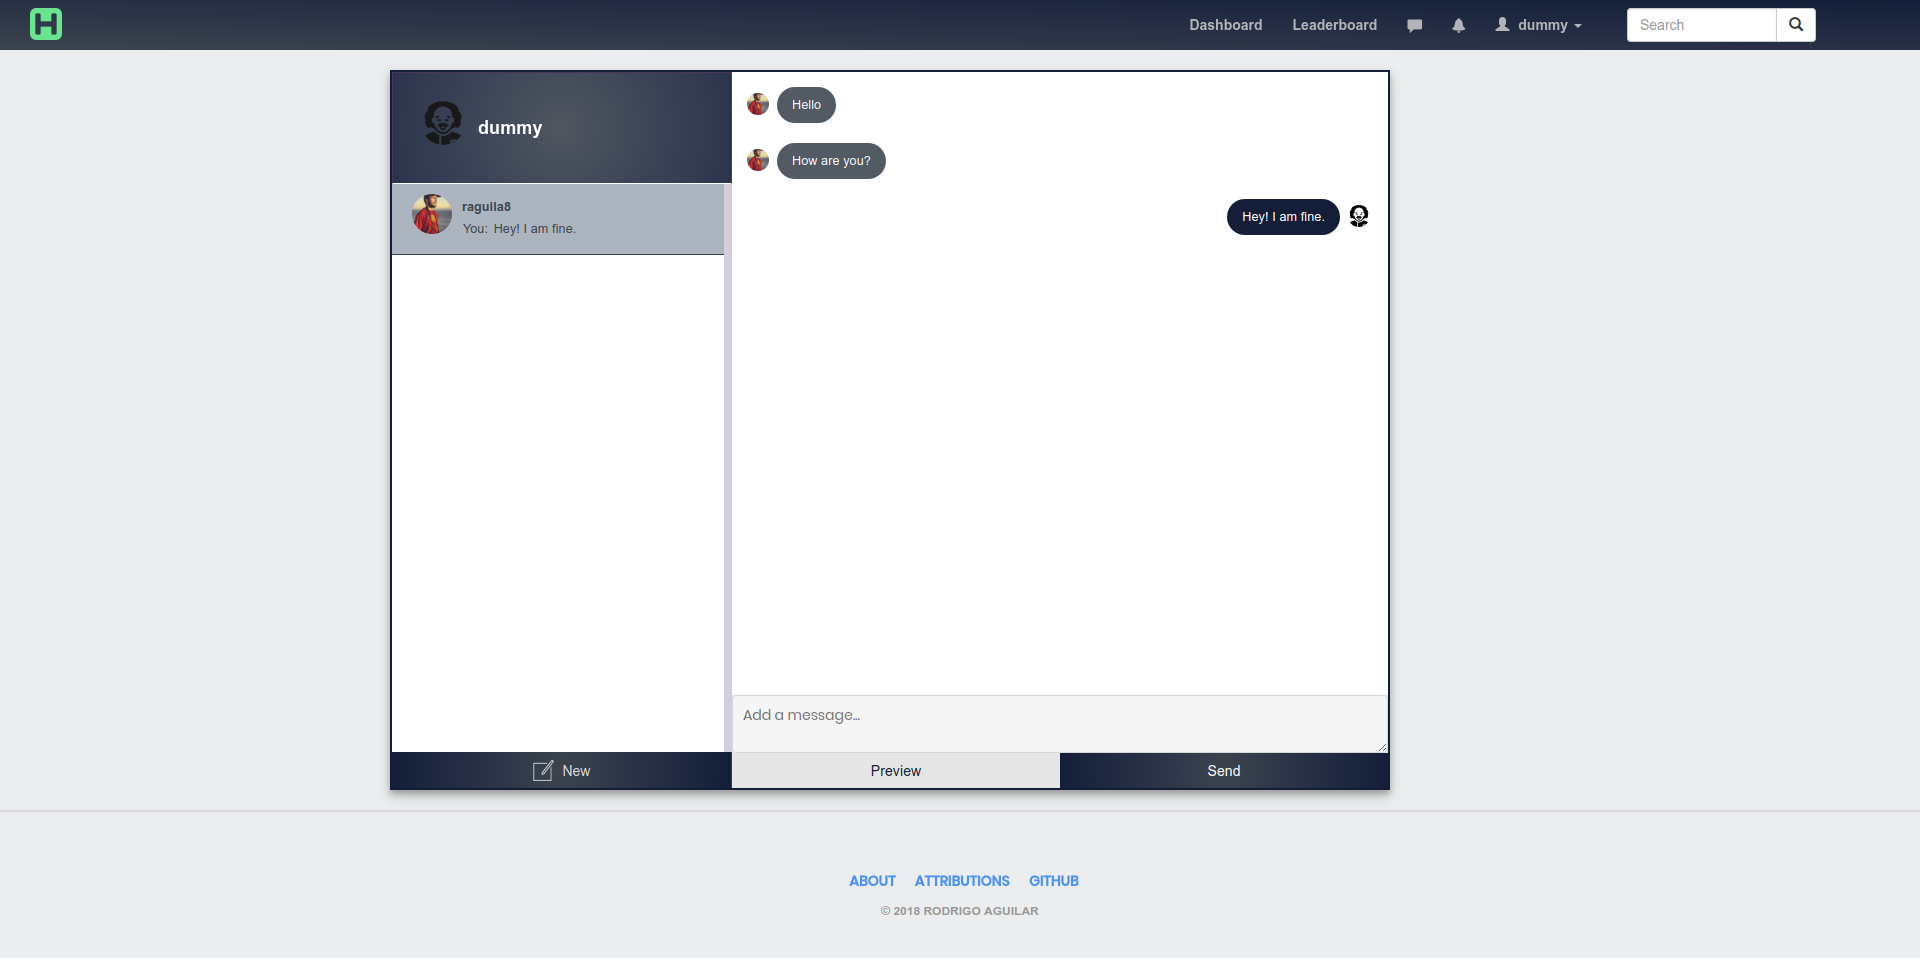 H
Dashboard Leaderboard dummy Search
dummy
raguila8
You: Hey! I am fine.
Hello
How are you?
Hey! I am fine.
Add a message...
New
Preview
Send
ABOUT ATTRIBUTIONS GITHUB
© 2018 RODRIGO AGUILAR